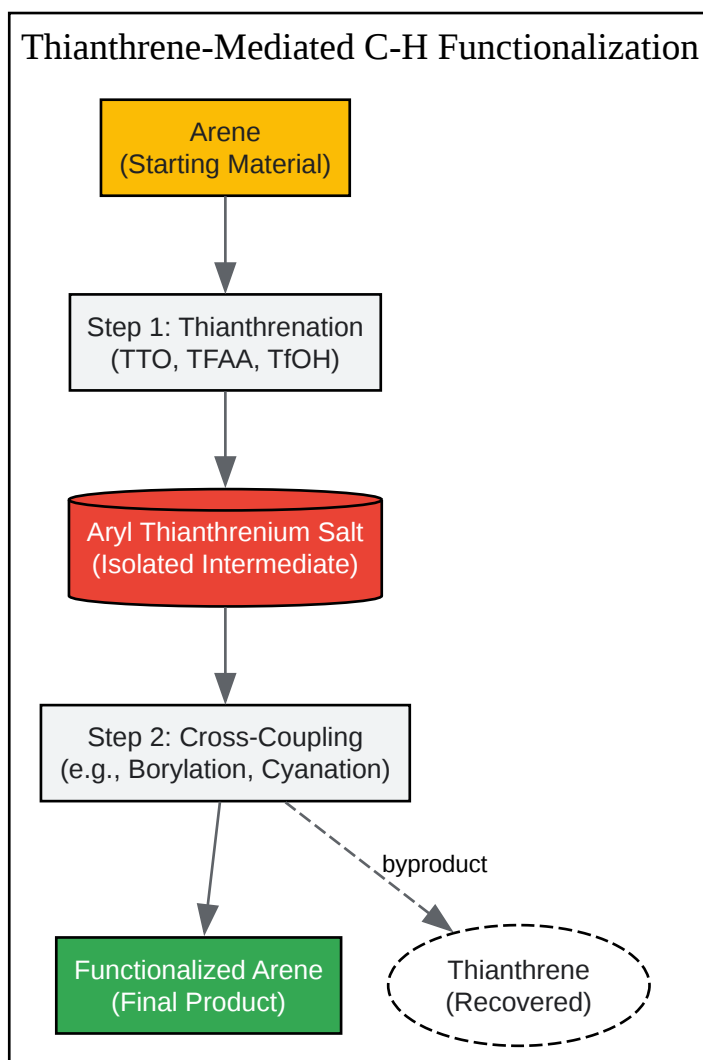 Thianthrene-Mediated C-H Functionalization
Arene
(Starting Material)
Step 1: Thianthrenation
(TTO, TFAA, TfOH)
Aryl Thianthrenium Salt
(Isolated Intermediate)
Step 2: Cross-Coupling
(e.g., Borylation, Cyanation)
byproduct
Functionalized Arene
(Final Product)
Thianthrene
(Recovered)